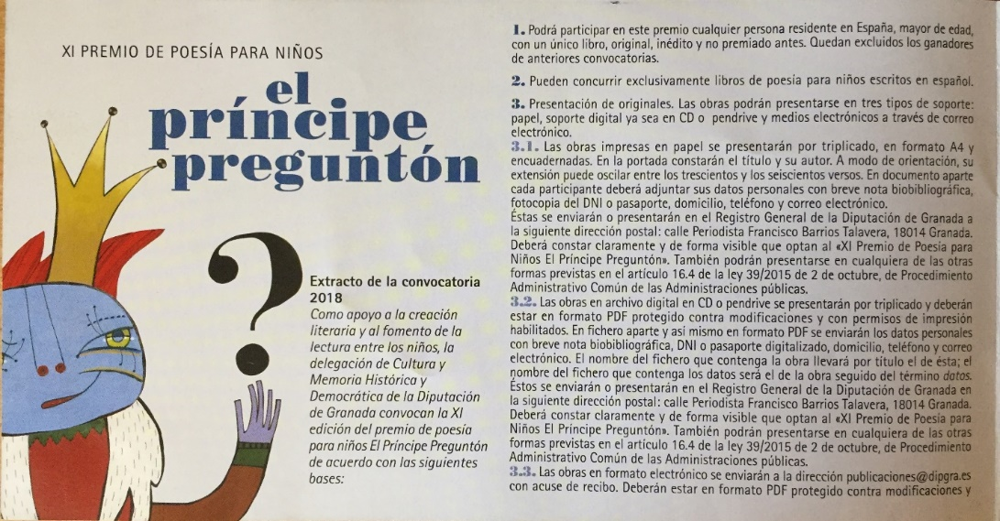 XI PREMIO DE POESÍA PARA NIÑOS
el
príncipe
preguntón
?
Extracto de la convocatoria
2018
Como apoyo a la creación
literaria y al fomento de la
lectura entre los niños, la
delegación de Cultura y
Memoria Histórica y
Democrática de la Diputación
de Granada convocan la XI
edición del premio de poesía
para niños El Príncipe Preguntón
de acuerdo con las siguientes
bases:
1. Podrá participar en este premio cualquier persona residente en España, mayor de edad,
con un único libro, original, inédito y no premiado antes. Quedan excluidos los ganadores
de anteriores convocatorias.
2. Pueden concurrir exclusivamente libros de poesía para niños escritos en español.
3. Presentación de originales. Las obras podrán presentarse en tres tipos de soporte:
papel, soporte digital ya sea en CD o pendrive y medios electrónicos a través de correo
electrónico.
3.1. Las obras impresas en papel se presentarán por triplicado, en formato A4 y
encuadernadas. En la portada constarán el título y su autor. A modo de orientación, su
extensión puede oscilar entre los trescientos y los seiscientos versos. En documento aparte
cada participante deberá adjuntar sus datos personales con breve nota biobibliográfica,
fotocopia del DNI o pasaporte, domicilio, teléfono y correo electrónico.
Éstas se enviarán o presentarán en el Registro General de la Diputación de Granada a
la siguiente dirección postal: calle Periodista Francisco Barrios Talavera, 18014 Granada.
Deberá constar claramente y de forma visible que optan al «XI Premio de Poesía para
Niños El Príncipe Preguntón». También podrán presentarse en cualquiera de las otras
formas previstas en el artículo 16.4 de la ley 39/2015 de 2 de octubre, de Procedimiento
Administrativo Común de las Administraciones públicas.
3.2. Las obras en archivo digital en CD o pendrive se presentarán por triplicado y deberán
estar en formato PDF protegido contra modificaciones y con permisos de impresión
habilitados. En fichero aparte y así mismo en formato PDF se enviarán los datos personales
con breve nota biobibliográfica, DNI o pasaporte digitalizado, domicilio, teléfono y correo
electrónico. El nombre del fichero que contenga la obra llevará por título el de ésta; el
nombre del fichero que contenga los datos será el de la obra seguido del término datos.
Éstos se enviarán o presentarán en el Registro General de la Diputación de Granada en
la siguiente dirección postal: calle Periodista Francisco Barrios Talavera, 18014 Granada.
Deberá constar claramente y de forma visible que optan al «XI Premio de Poesía para
Niños El Príncipe Preguntón». También podrán presentarse en cualquiera de las otras
formas previstas en el artículo 16.4 de la ley 39/2015 de 2 de octubre, de Procedimiento
Administrativo Común de las Administraciones públicas.
3.3. Las obras en formato electrónico se enviarán a la dirección publicaciones@dipgra.es
con acuse de recibo. Deberán estar en formato PDF protegido contra modificaciones y